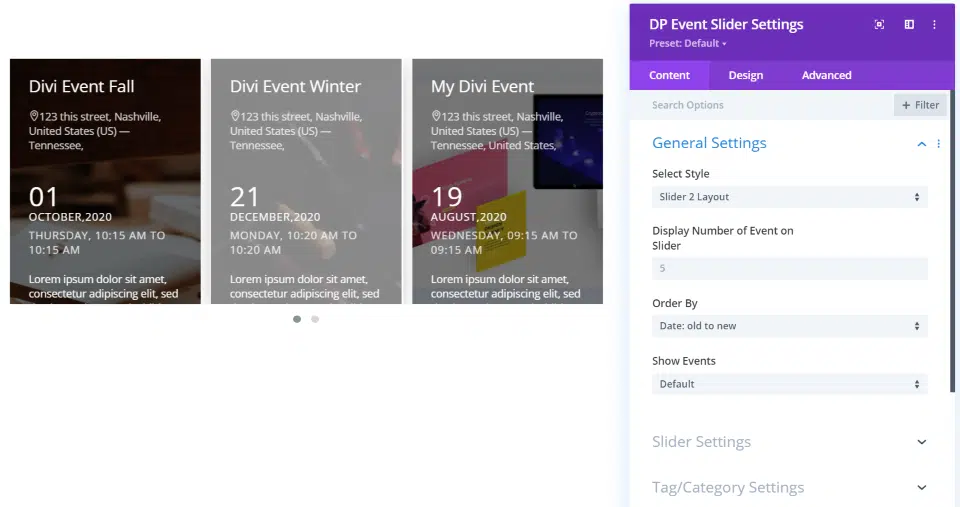 Divi Event Fall
123 this street, Nashville,
United States (US) —
Tennessee,
01
OCTOBER,2020
THURSDAY, 10:15 AM TO
10:15 AM
Lorem ipsum dolor sit amet,
consectetur adipiscing elit, sed
Divi Event Winter
123 this street, Nashville,
United States (US) —
Tennessee,
21
DECEMBER,2020
MONDAY, 10:20 AM TO
10:20 AM
Lorem ipsum dolor sit amet,
consectetur adipiscing elit, sed
My Divi Event
123 this street, Nashville,
United States (US) —
Tennessee, United States,
19
AUGUST,2020
WEDNESDAY, 09:15 AM TO
09:15 AM
Lorem ipsum dolor sit amet,
consectetur adipiscing elit, sed
DP Event Slider Settings
Preset: Default
Content Design Advanced
Search Options + Filter
General Settings
Select Style
Slider 2 Layout
Display Number of Event on
Slider
5
Order By
Date: old to new
Show Events
Default
Slider Settings
Tag/Category Settings